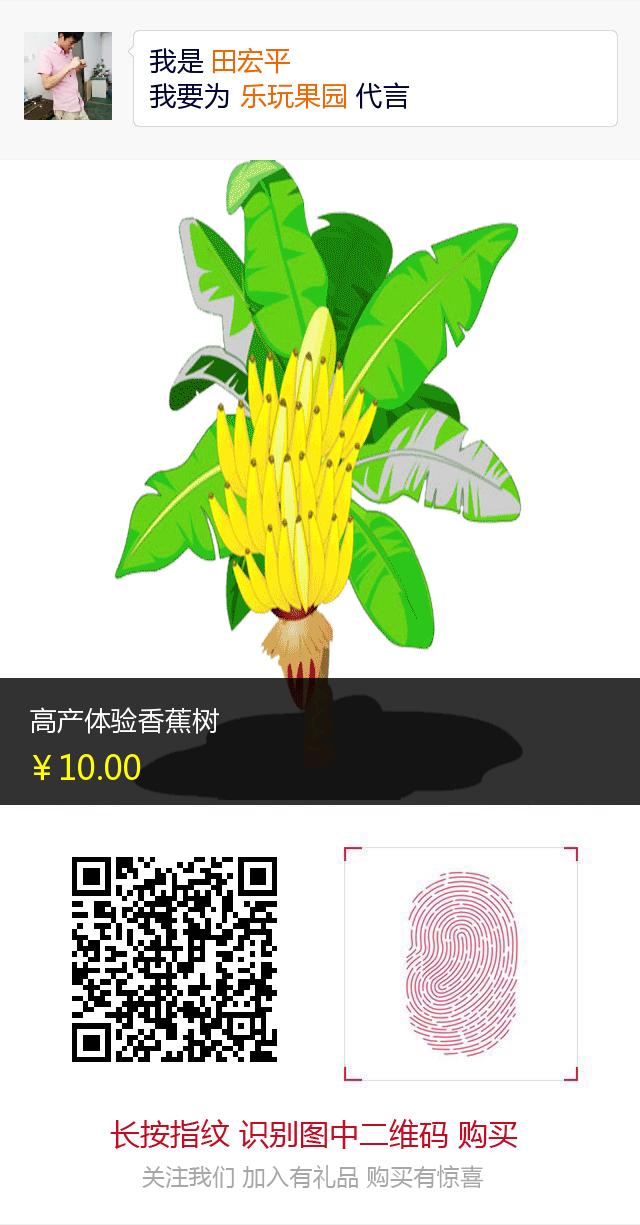 我是 田宏平
我要为 乐玩果园 代言
高产体验香蕉树
￥10.00
长按指纹 识别图中二维码 购买
关注我们 加入有礼品 购买有惊喜